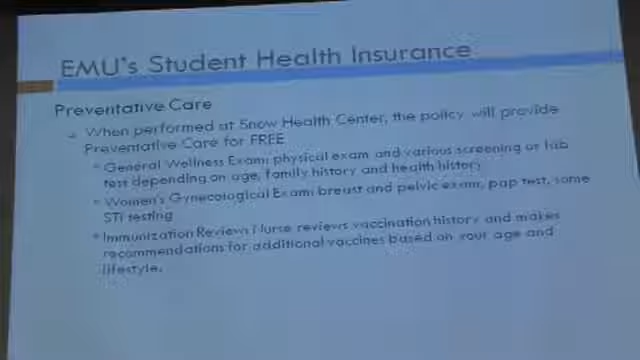 EMU's Student Health Insurance
Preventative Care
When performed at Snow Health Center, the policy will provide
Preventative Care for FREE
General Wellness Exam: physical exam and various screening or lab
test depending on age, family history and health history
Women's Gynecological Exam: breast and pelvic exam, pap test, some
STI testing
Immunization Review: Nurse reviews vaccination history and makes
recommendations for additional vaccines based on your age and
lifestyle.